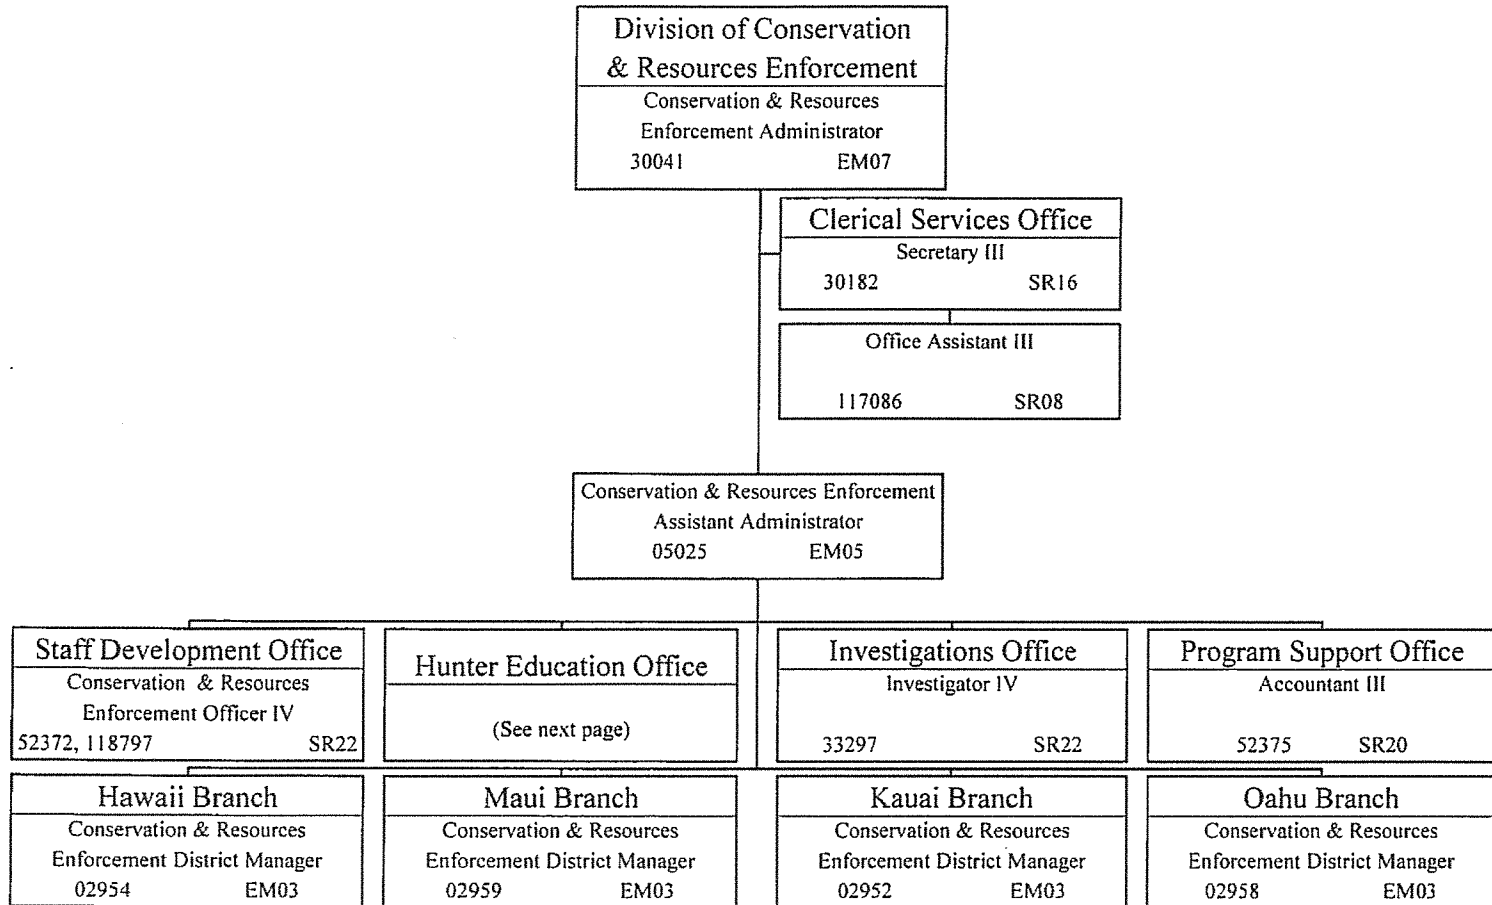 Division of Conservation
& Resources Enforcement
Conservation & Resources
Enforcement Administrator
30041 EM07
Clerical Services Office
Secretary III
30182 SR16
Office Assistant III
117086 SR08
Conservation & Resources Enforcement
Assistant Administrator
05025 EM05
Staff Development Office
Conservation & Resources
Enforcement Officer IV
52372, 118797 SR22
Hunter Education Office
(See next page)
Investigations Office
Investigator IV
33297 SR22
Program Support Office
Accountant III
52375 SR20
Hawaii Branch
Conservation & Resources
Enforcement District Manager
02954 EM03
Maui Branch
Conservation & Resources
Enforcement District Manager
02959 EM03
Kauai Branch
Conservation & Resources
Enforcement District Manager
02952 EM03
Oahu Branch
Conservation & Resources
Enforcement District Manager
02958 EM03